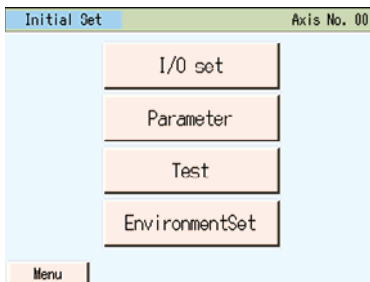 Initial Set Axis No. 00
I/O set
Parameter
Test
EnvironmentSet
Menu